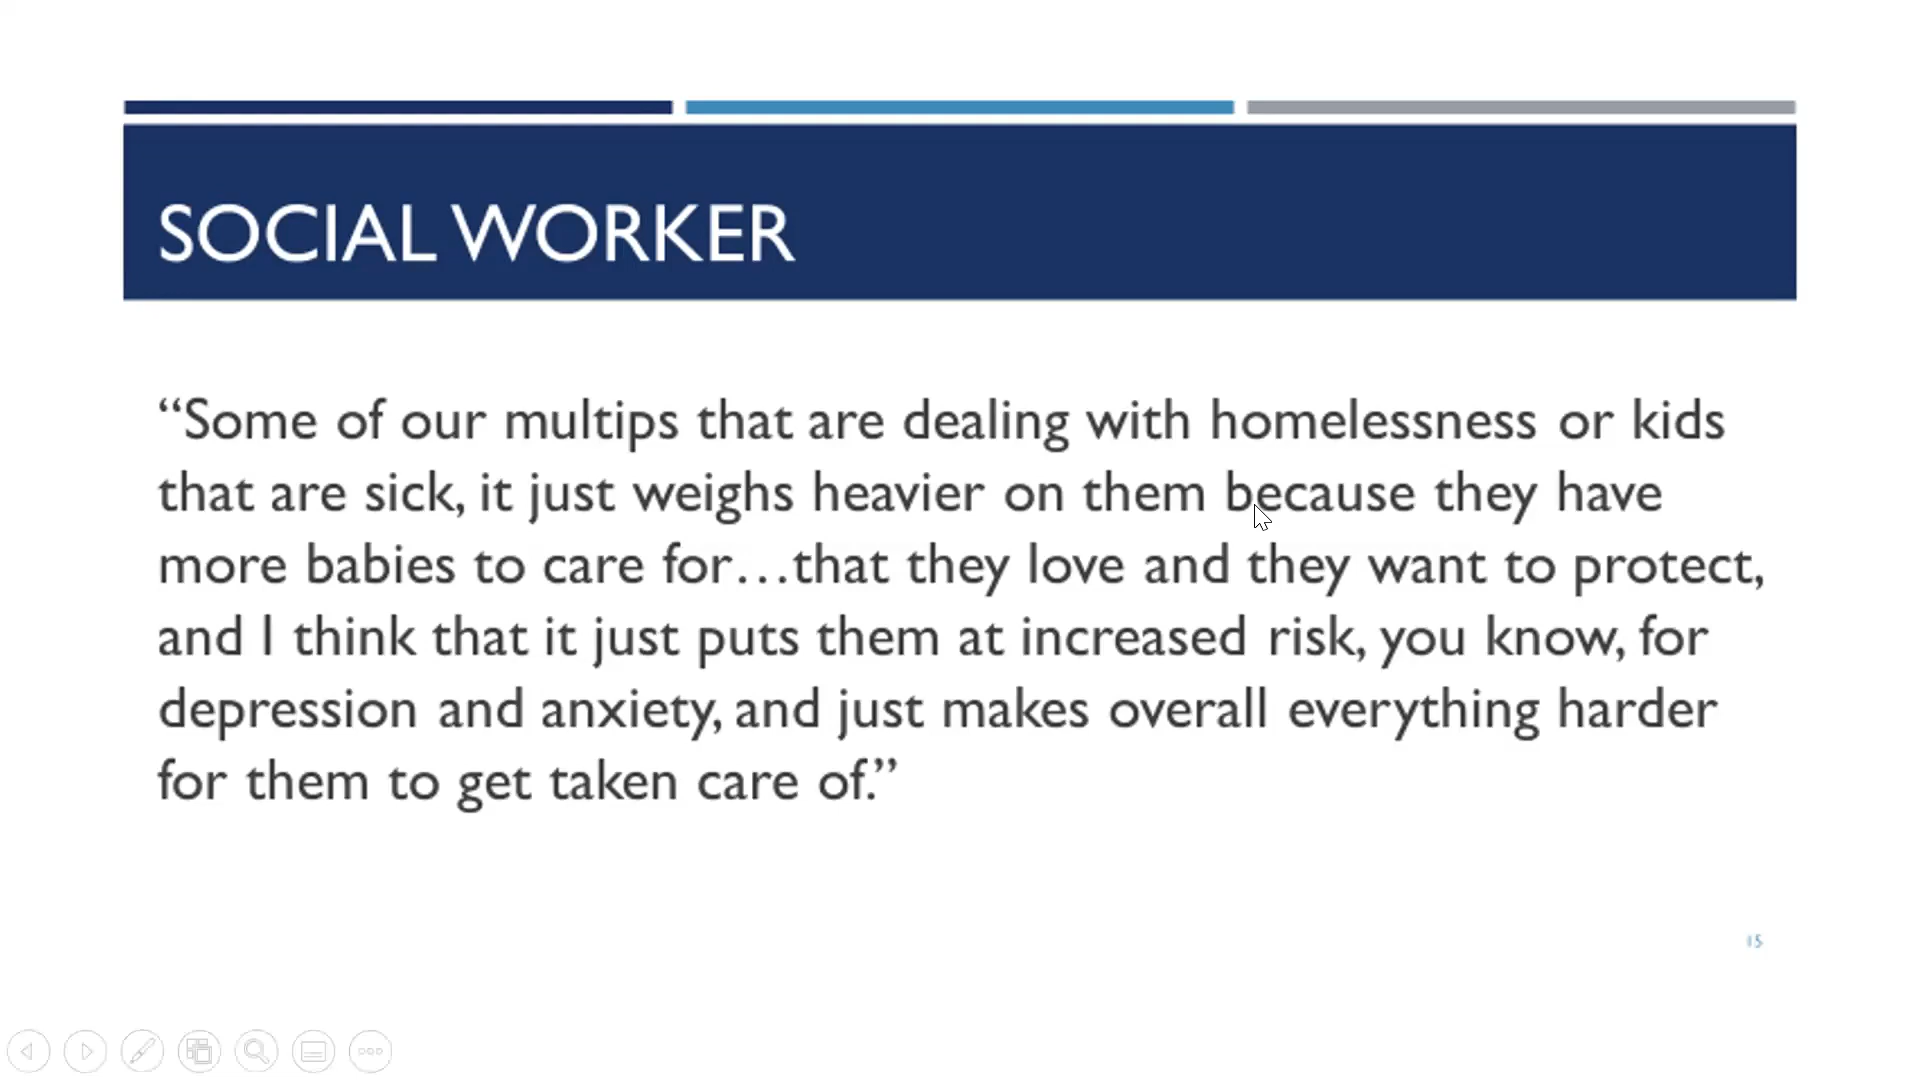 SOCIAL WORKER
“Some of our multips that are dealing with homelessness or kids
that are sick, it just weighs heavier on them because they have
more babies to care for…that they love and they want to protect,
and I think that it just puts them at increased risk, you know, for
depression and anxiety, and just makes overall everything harder
for them to get taken care of.”
15